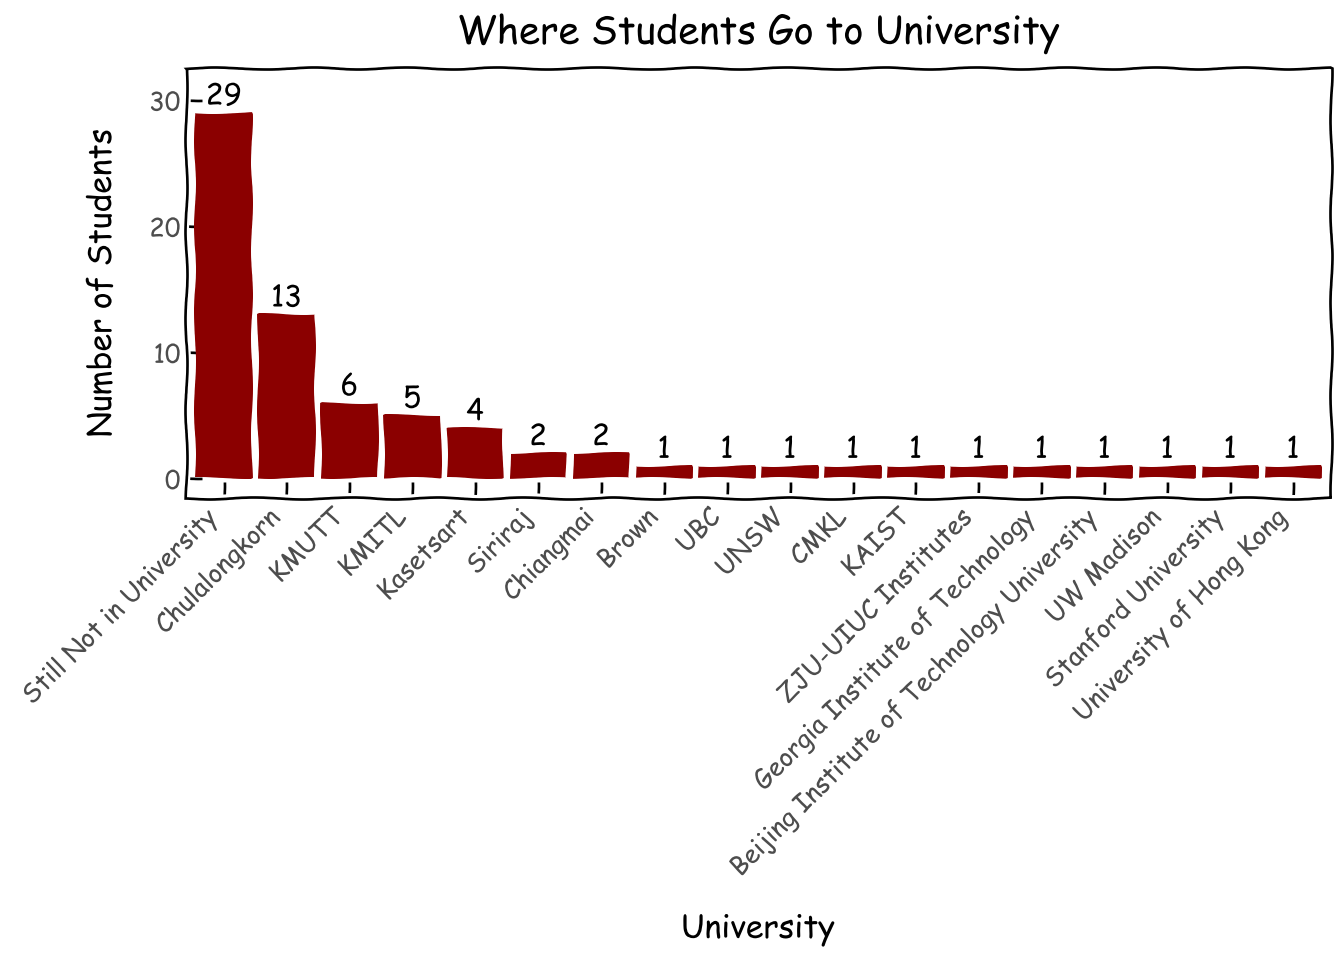 Where Students Go to University
Number of Students
30
20
10
0
29
13
6
5
4
2
2
1
1
1
1
1
1
1
1
1
1
1
Still Not in University
Chulalongkorn
KMUTT
KMITL
Kasetsart
Siriraj
Chiangmai
Brown
UBC
UNSW
CMKL
KAIST
ZJU-UIUC Institutes
Georgia Institute of Technology
Beijing Institute of Technology University
UW Madison
Stanford University
University of Hong Kong
University